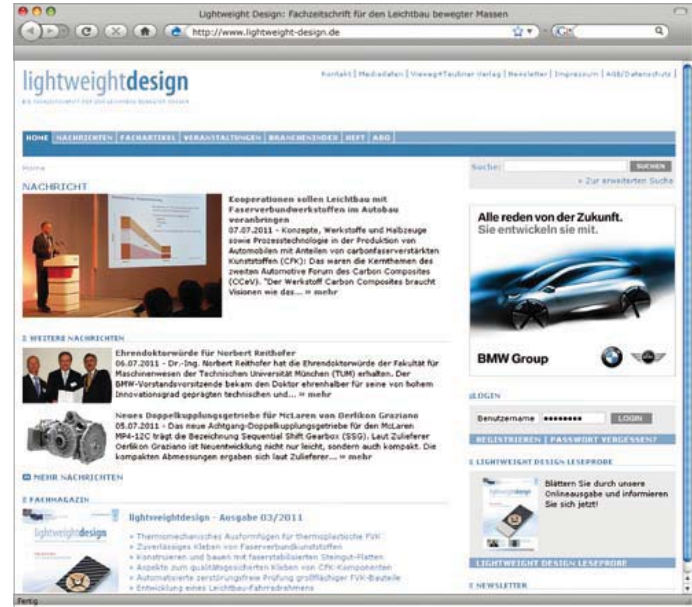 Lightweight Design: Fachzeitschrift für den Leichtbau bewegter Massen
http://www.lightweight-design.de
lightweightdesign
DIE FACHZEITSCHRIFT FÜR DEN LEICHTBAU BEWEGTER MASSEN
Kontakt | Mediadaten | Vieweg+Teubner Verlag | Newsletter | Impressum | AGB/Datenschutz |
HOME | NACHRICHTEN | FACHARTIKEL | VERANSTALTUNGEN | BRANCHENINDEX | HEFT | ABO |
Home
Suche: SUCHEN
» Zur erweiterten Suche
NACHRICHT
Kooperationen sollen Leichtbau mit
Faserverbundwerkstoffen im Autobau
voranbringen
07.07.2011 - Konzepte, Werkstoffe und Halbzeuge
sowie Prozesstechnologie in der Produktion von
Automobilen mit Anteilen von carbonfaserverstärkten
Kunststoffen (CFK): Das waren die Kernthemen des
zweiten Automotive Forum des Carbon Composites
(CCeV). "Der Werkstoff Carbon Composites braucht
Visionen wie das... » mehr
WEITERE NACHRICHTEN
Ehrendoktorwürde für Norbert Reithofer
06.07.2011 - Dr.-Ing. Norbert Reithofer hat die Ehrendoktorwürde der Fakultät für
Maschinenwesen der Technischen Universität München (TUM) erhalten. Der
BMW-Vorstandsvorsitzende bekam den Doktor ehrenhalber für seine von hohem
Innovationsgrad geprägten technischen und... » mehr
Neues Doppelkupplungsgetriebe für McLaren von Oerlikon Graziano
05.07.2011 - Das neue Achtgang-Doppelkupplungsgetriebe für den McLaren
MP4-12C trägt die Bezeichnung Sequential Shift Gearbox (SSG). Laut Zulieferer
Oerlikon Graziano ist Neuentwicklung nicht nur leicht, sondern auch kompakt. Die
kompakten Abmessungen ergaben sich laut Zulieferer... » mehr
MEHR NACHRICHTEN
FACHMAGAZIN
lightweightdesign
lightweightdesign - Ausgabe 03/2011
» Thermomechanisches Ausformfügen für thermoplastische FVK
» Zuverlässiges Kleben von Faserverbundkunststoffen
» Konstruieren und bauen mit faserstabilisierten Steingut-Platten
» Aspekte zum qualitätsgesicherten Kleben von CFK-Komponenten
» Automatisierte zerstörungsfreie Prüfung großflächiger FVK-Bauteile
» Entwicklung eines Leichtbau-Fahrradrahmens
Alle reden von der Zukunft.
Sie entwickeln sie mit.
BMW Group
LOGIN
Benutzername •••••••• LOGIN
REGISTRIEREN | PASSWORT VERGESSEN?
LIGHTWEIGHT DESIGN LESEPROBE
lightweightdesign
Blättern Sie durch unsere
Onlineausgabe und informieren
Sie sich jetzt!
LIGHTWEIGHT DESIGN LESEPROBE
NEWSLETTER
Fertig